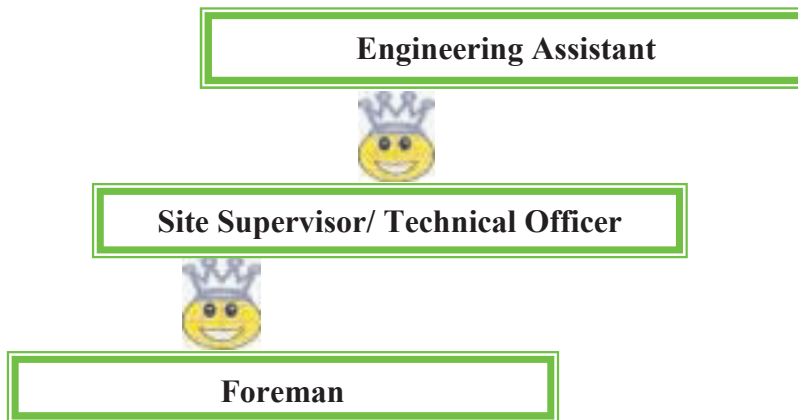 Engineering Assistant
Site Supervisor/ Technical Officer
Foreman